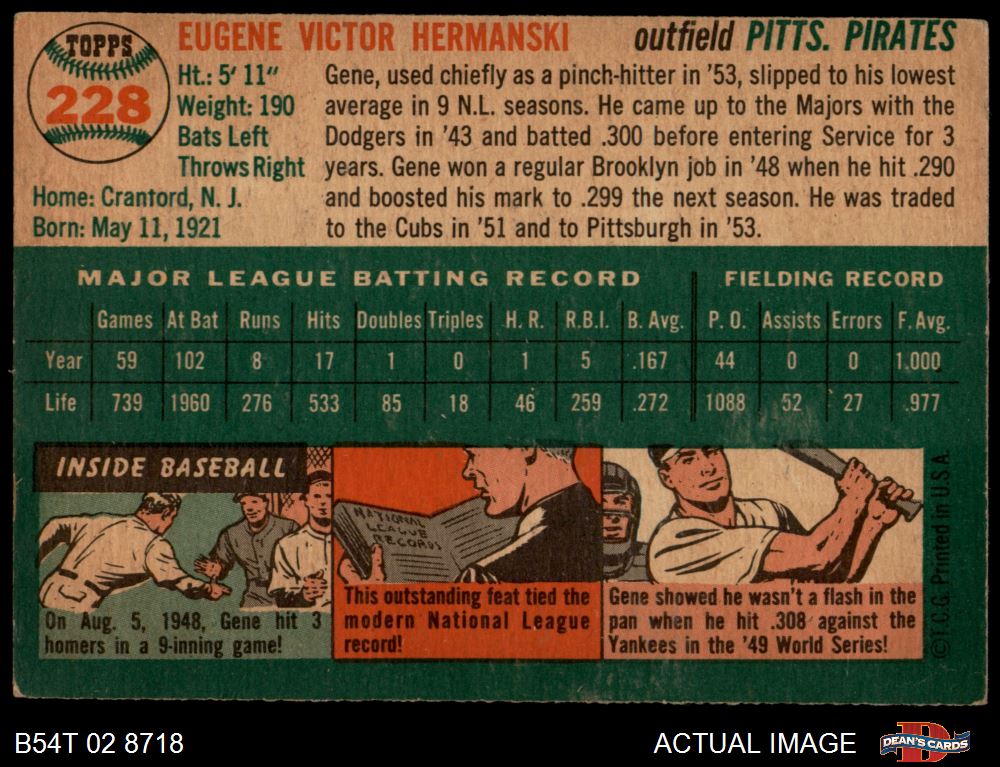 TOPPS
228
EUGENE VICTOR HERMANSKI outfield PITTS. PIRATES
Ht.: 5' 11"
Weight: 190
Bats Left
Throws Right
Home: Cranford, N. J.
Born: May 11, 1921
Gene, used chiefly as a pinch-hitter in '53, slipped to his lowest
average in 9 N.L. seasons. He came up to the Majors with the
Dodgers in '43 and batted .300 before entering Service for 3
years. Gene won a regular Brooklyn job in '48 when he hit .290
and boosted his mark to .299 the next season. He was traded
to the Cubs in '51 and to Pittsburgh in '53.
MAJOR LEAGUE BATTING RECORD FIELDING RECORD
Games At Bat Runs Hits Doubles Triples H. R. R.B.I. B. Avg. P. O. Assists Errors F. Avg.
Year 59 102 8 17 1 0 1 5 .167 44 0 0 1.000
Life 739 1960 276 533 85 18 46 259 .272 1088 52 27 .977
INSIDE BASEBALL
On Aug. 5, 1948, Gene hit 3
homers in a 9-inning game!
NATIONAL
LEAGUE
RECORDS
This outstanding feat tied the
modern National League
record!
Gene showed he wasn't a flash in the
pan when he hit .308 against the
Yankees in the '49 World Series!
©T.C.G. Printed in U.S.A.
B54T 02 8718
ACTUAL IMAGE
D
DEAN'S CARDS